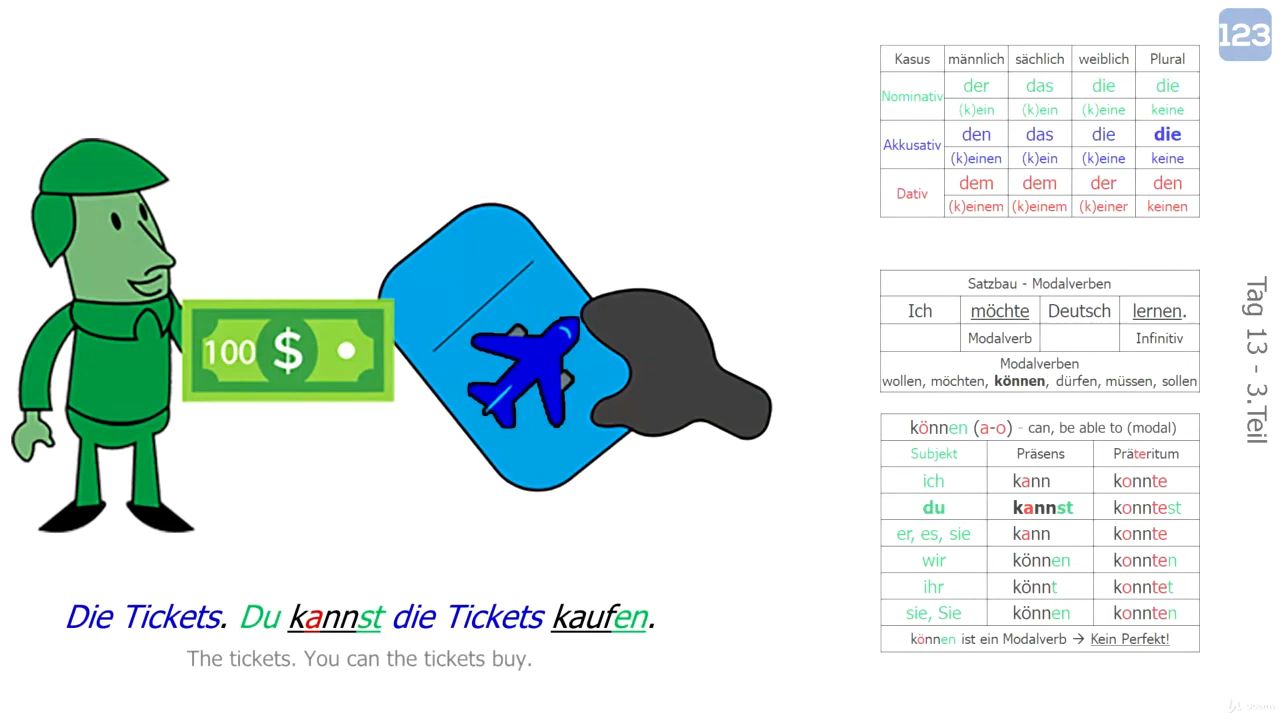 123
Kasus männlich sächlich weiblich Plural
Nominativ der das die die
(k)ein (k)ein (k)eine keine
Akkusativ den das die die
(k)einen (k)ein (k)eine keine
Dativ dem dem der den
(k)einem (k)einem (k)einer keinen
100 $
Satzbau - Modalverben
Ich möchte Deutsch lernen.
Modalverb Infinitiv
Modalverben
wollen, möchten, können, dürfen, müssen, sollen
können (a-o) - can, be able to (modal)
Subjekt Präsens Präteritum
ich kann konnte
du kannst konntest
er, es, sie kann konnte
wir können konnten
ihr könnt konntet
sie, Sie können konnten
können ist ein Modalverb → Kein Perfekt!
Tag 13 - 3.Teil
Die Tickets. Du kannst die Tickets kaufen.
The tickets. You can the tickets buy.